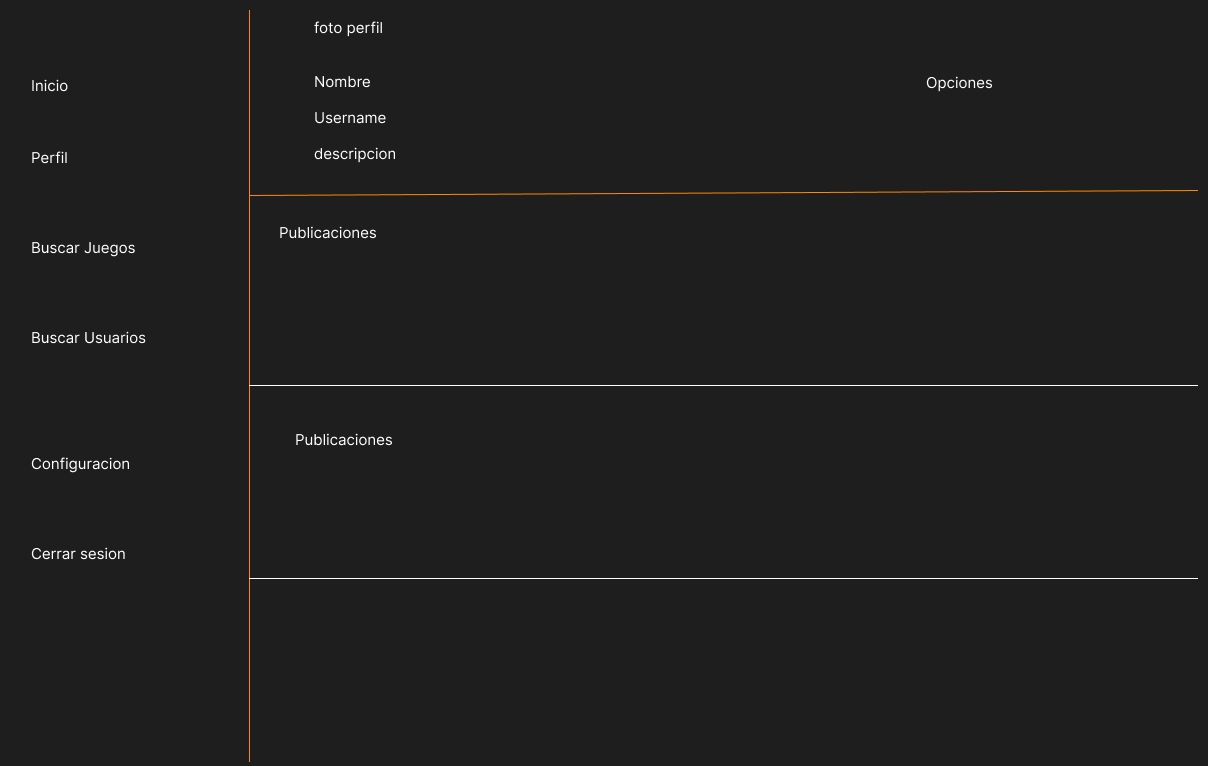 Inicio
Perfil
Buscar Juegos
Buscar Usuarios
Configuracion
Cerrar sesion
foto perfil
Nombre
Username
descripcion
Opciones
Publicaciones
Publicaciones